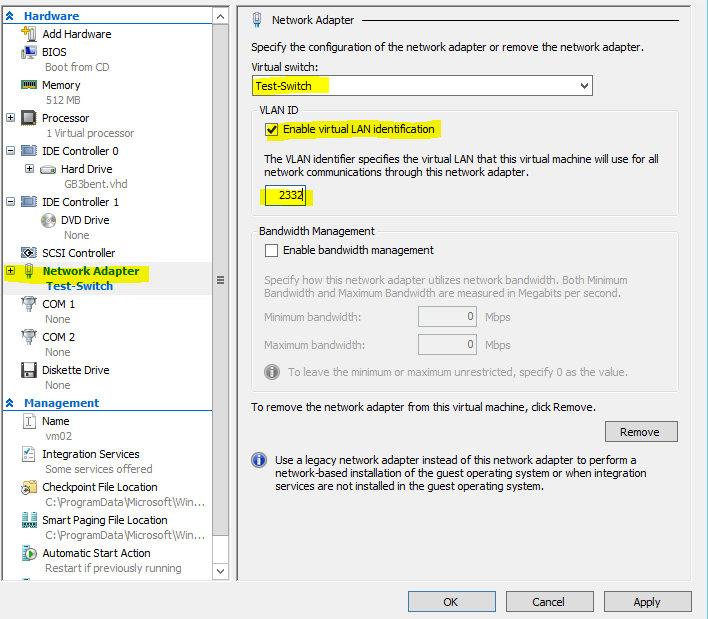 Hardware
Add Hardware
BIOS
Boot from CD
Memory
512 MB
Processor
1 Virtual processor
IDE Controller 0
Hard Drive
GB3bent.vhd
IDE Controller 1
DVD Drive
None
SCSI Controller
Network Adapter
Test-Switch
COM 1
None
COM 2
None
Diskette Drive
None
Management
Name
vm02
Integration Services
Some services offered
Checkpoint File Location
C:\ProgramData\Microsoft\Win...
Smart Paging File Location
C:\ProgramData\Microsoft\Win...
Automatic Start Action
Restart if previously running
Network Adapter
Specify the configuration of the network adapter or remove the network adapter.
Virtual switch:
Test-Switch
VLAN ID
Enable virtual LAN identification
The VLAN identifier specifies the virtual LAN that this virtual machine will use for all
network communications through this network adapter.
2332
Bandwidth Management
Enable bandwidth management
Specify how this network adapter utilizes network bandwidth. Both Minimum
Bandwidth and Maximum Bandwidth are measured in Megabits per second.
Minimum bandwidth: 0 Mbps
Maximum bandwidth: 0 Mbps
To leave the minimum or maximum unrestricted, specify 0 as the value.
To remove the network adapter from this virtual machine, click Remove.
Remove
Use a legacy network adapter instead of this network adapter to perform a
network-based installation of the guest operating system or when integration
services are not installed in the guest operating system.
OK Cancel Apply